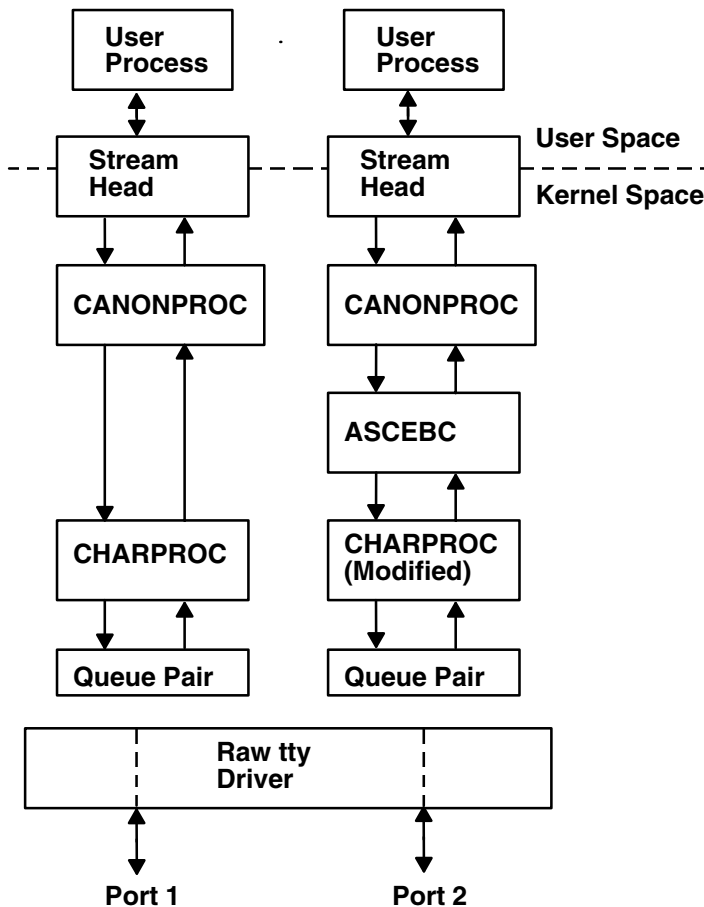 User
Process
User
Process
Stream
Head
Stream
Head
User Space
Kernel Space
CANONPROC
CANONPROC
ASCEBC
CHARPROC
CHARPROC
(Modified)
Queue Pair
Queue Pair
Raw tty
Driver
Port 1
Port 2